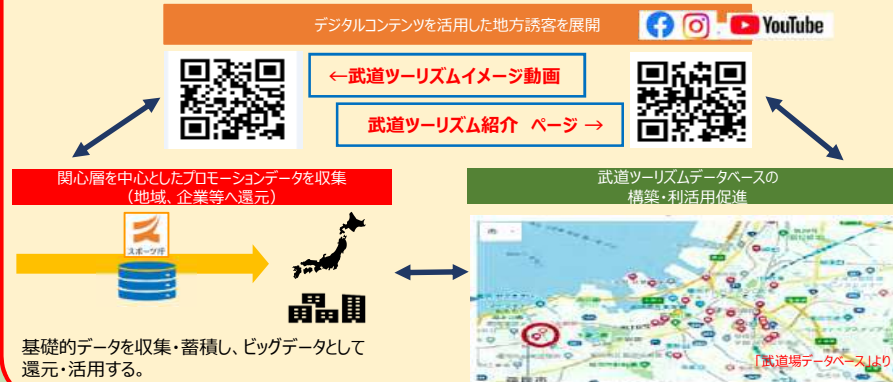 デジタルコンテンツを活用した地方誘客を展開
YouTube
←武道ツーリズムイメージ動画
武道ツーリズム紹介 ページ →
関心層を中心としたプロモーションデータを収集
（地域、企業等へ還元）
武道ツーリズムデータベースの
構築・利活用促進
スポーツ庁
基礎的データを収集・蓄積し、ビッグデータとして
還元・活用する。
「武道場データベース」より